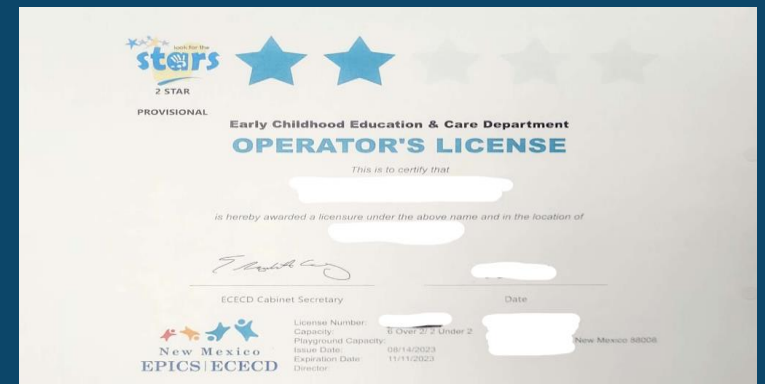 look for the
stars
2 STAR
PROVISIONAL
Early Childhood Education & Care Department
OPERATOR'S LICENSE
This is to certify that
is hereby awarded a licensure under the above name and in the location of
ECECD Cabinet Secretary
Date
License Number:
Capacity: 6 Over 2/ 2 Under 2
Playground Capacity:
New Mexico 88008
Issue Date: 08/14/2023
Expiration Date: 11/11/2023
Director:
New Mexico
EPICS | ECECD